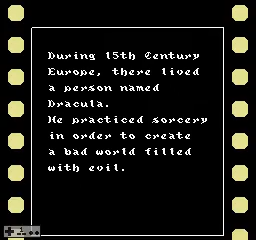 During 15th Century
Europe, there lived
a person named
Dracula.
He practiced sorcery
in order to create
a bad world filled
with evil.